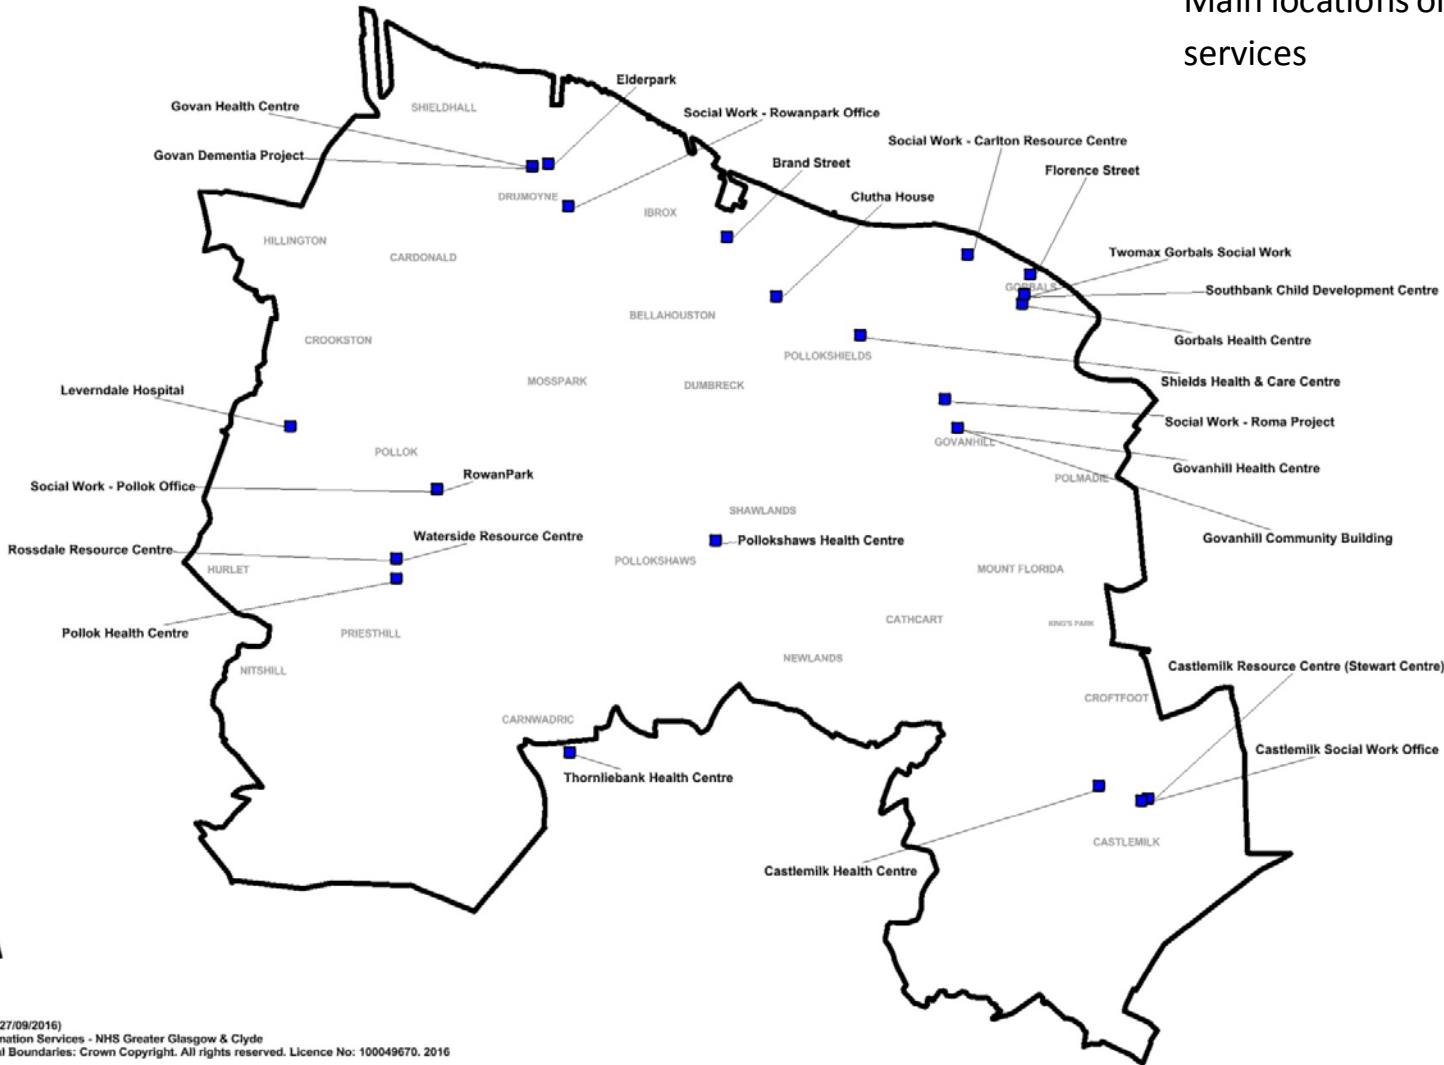 Main locations of
services
Elderpark
Govan Health Centre
SHIELDHALL
Social Work - Rowanpark Office
Social Work - Carlton Resource Centre
Govan Dementia Project
Brand Street
Florence Street
DRUMOYNE
Clutha House
IBROX
HILLINGTON
CARDONALD
Twomax Gorbals Social Work
GORBALS
Southbank Child Development Centre
BELLAHOUSTON
CROOKSTON
Gorbals Health Centre
POLLOKSHIELDS
MOSSPARK
DUMBRECK
Shields Health & Care Centre
Leverndale Hospital
Social Work - Roma Project
GOVANHILL
POLLOK
Govanhill Health Centre
RowanPark
POLMADIE
Social Work - Pollok Office
SHAWLANDS
Waterside Resource Centre
Pollokshaws Health Centre
Govanhill Community Building
Rossdale Resource Centre
POLLOKSHAWS
HURLET
MOUNT FLORIDA
CATHCART
KING'S PARK
Pollok Health Centre
PRIESTHILL
NEWLANDS
Castlemilk Resource Centre (Stewart Centre)
NITSHILL
CROFTFOOT
CARNWADRIC
Castlemilk Social Work Office
Thornliebank Health Centre
CASTLEMILK
Castlemilk Health Centre
27/09/2016)
mation Services - NHS Greater Glasgow & Clyde
l Boundaries: Crown Copyright. All rights reserved. Licence No: 100049670. 2016